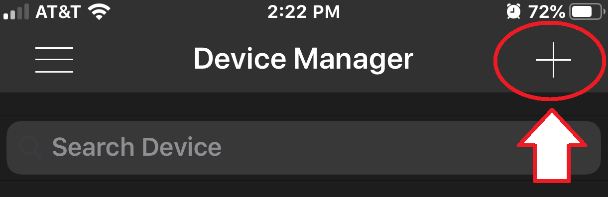 AT&T 2:22 PM 72%
Device Manager
Search Device